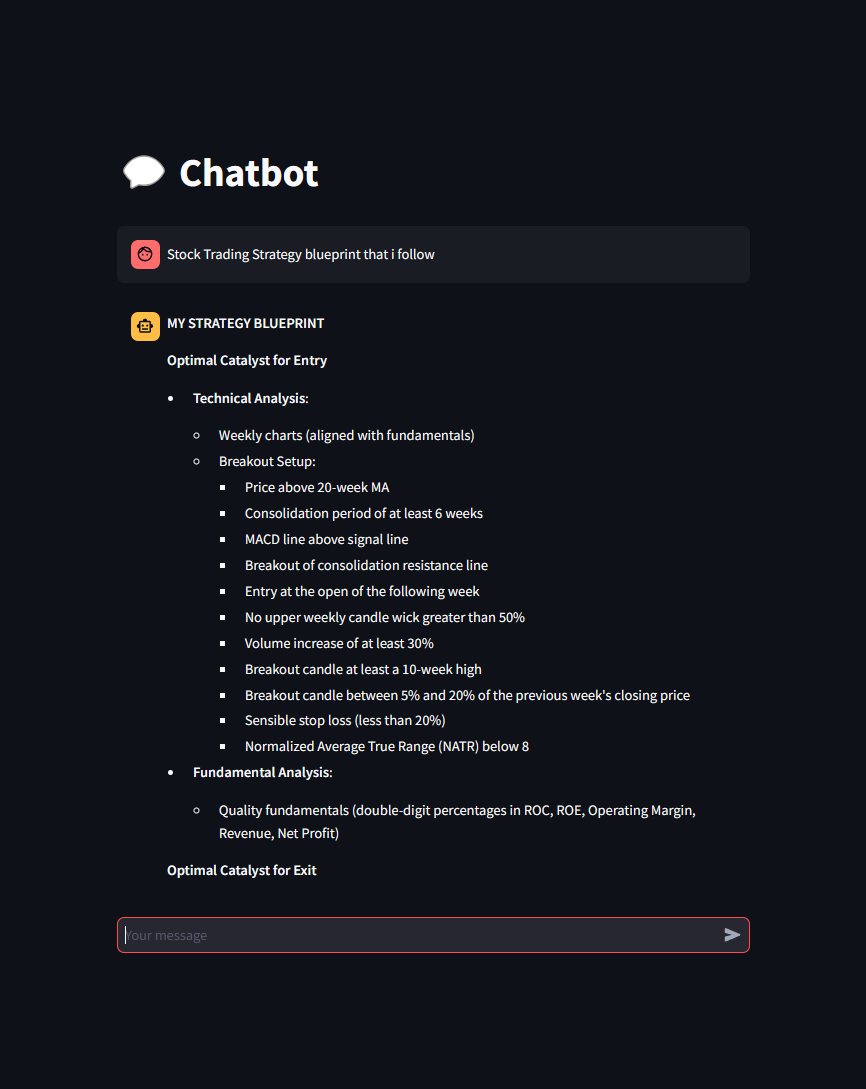 Chatbot
Stock Trading Strategy blueprint that i follow
MY STRATEGY BLUEPRINT
Optimal Catalyst for Entry
Technical Analysis:
Weekly charts (aligned with fundamentals)
Breakout Setup:
Price above 20-week MA
Consolidation period of at least 6 weeks
MACD line above signal line
Breakout of consolidation resistance line
Entry at the open of the following week
No upper weekly candle wick greater than 50%
Volume increase of at least 30%
Breakout candle at least a 10-week high
Breakout candle between 5% and 20% of the previous week's closing price
Sensible stop loss (less than 20%)
Normalized Average True Range (NATR) below 8
Fundamental Analysis:
Quality fundamentals (double-digit percentages in ROC, ROE, Operating Margin,
Revenue, Net Profit)
Optimal Catalyst for Exit
Your message